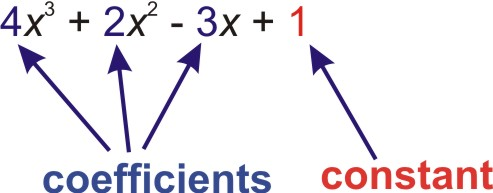 4x³ + 2x² - 3x + 1
coefficients constant